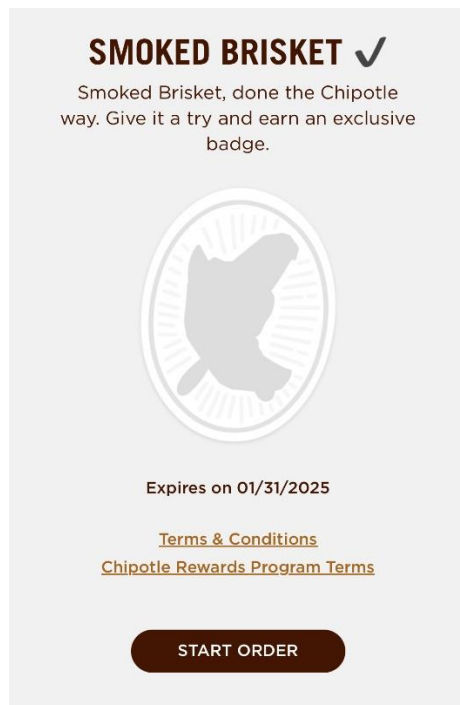 SMOKED BRISKET ✓
Smoked Brisket, done the Chipotle
way. Give it a try and earn an exclusive
badge.
Expires on 01/31/2025
Terms & Conditions
Chipotle Rewards Program Terms
START ORDER